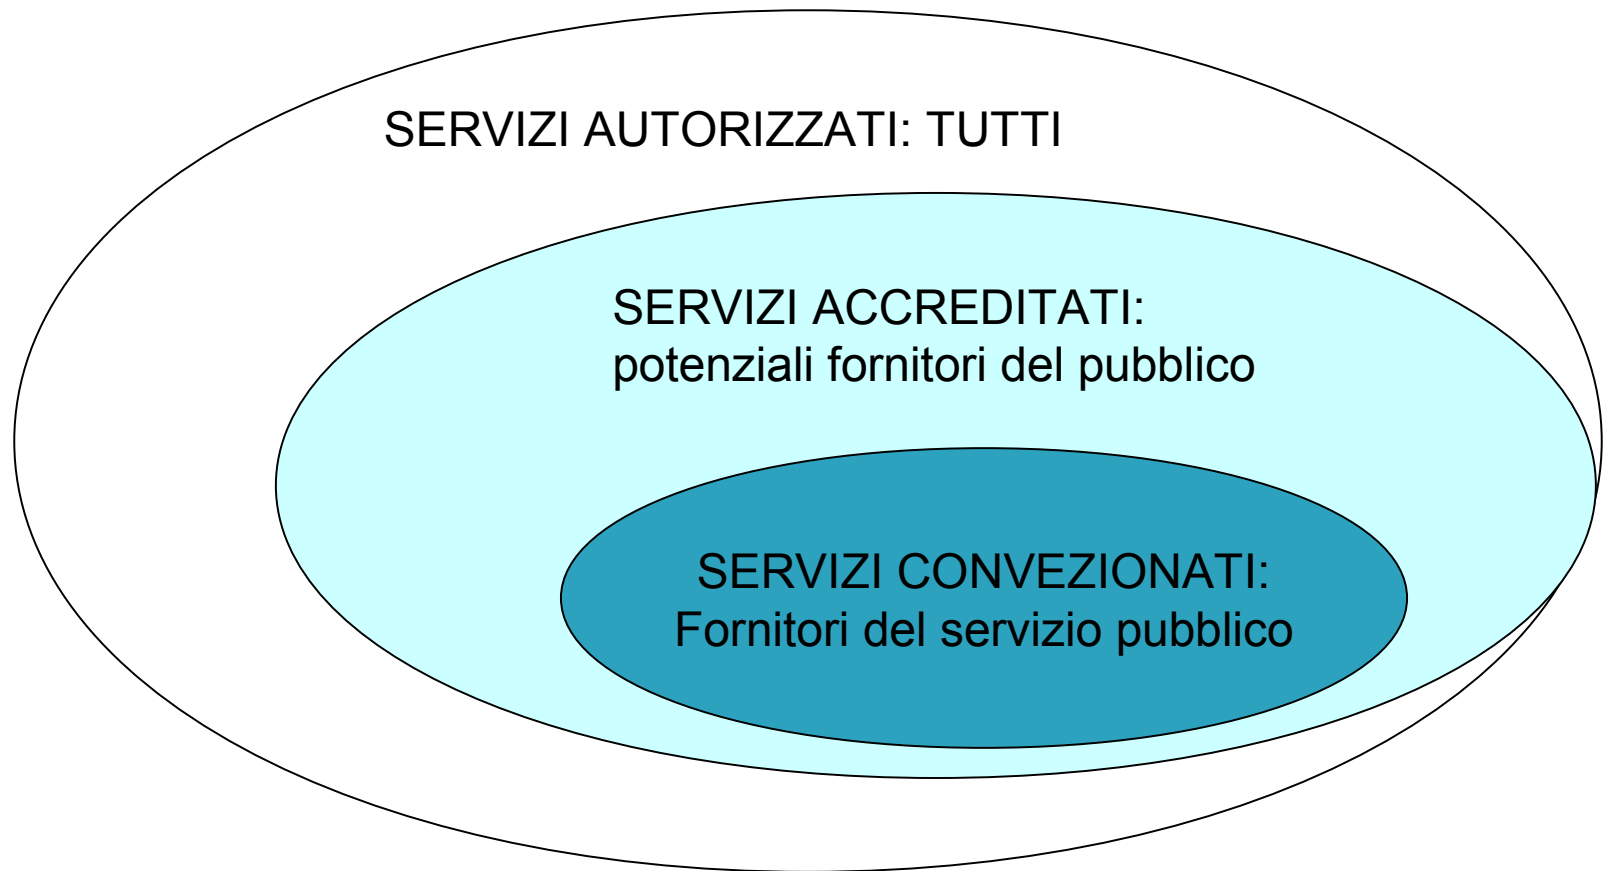 SERVIZI AUTORIZZATI: TUTTI
SERVIZI ACCREDITATI:
potenziali fornitori del pubblico
SERVIZI CONVEZIONATI:
Fornitori del servizio pubblico